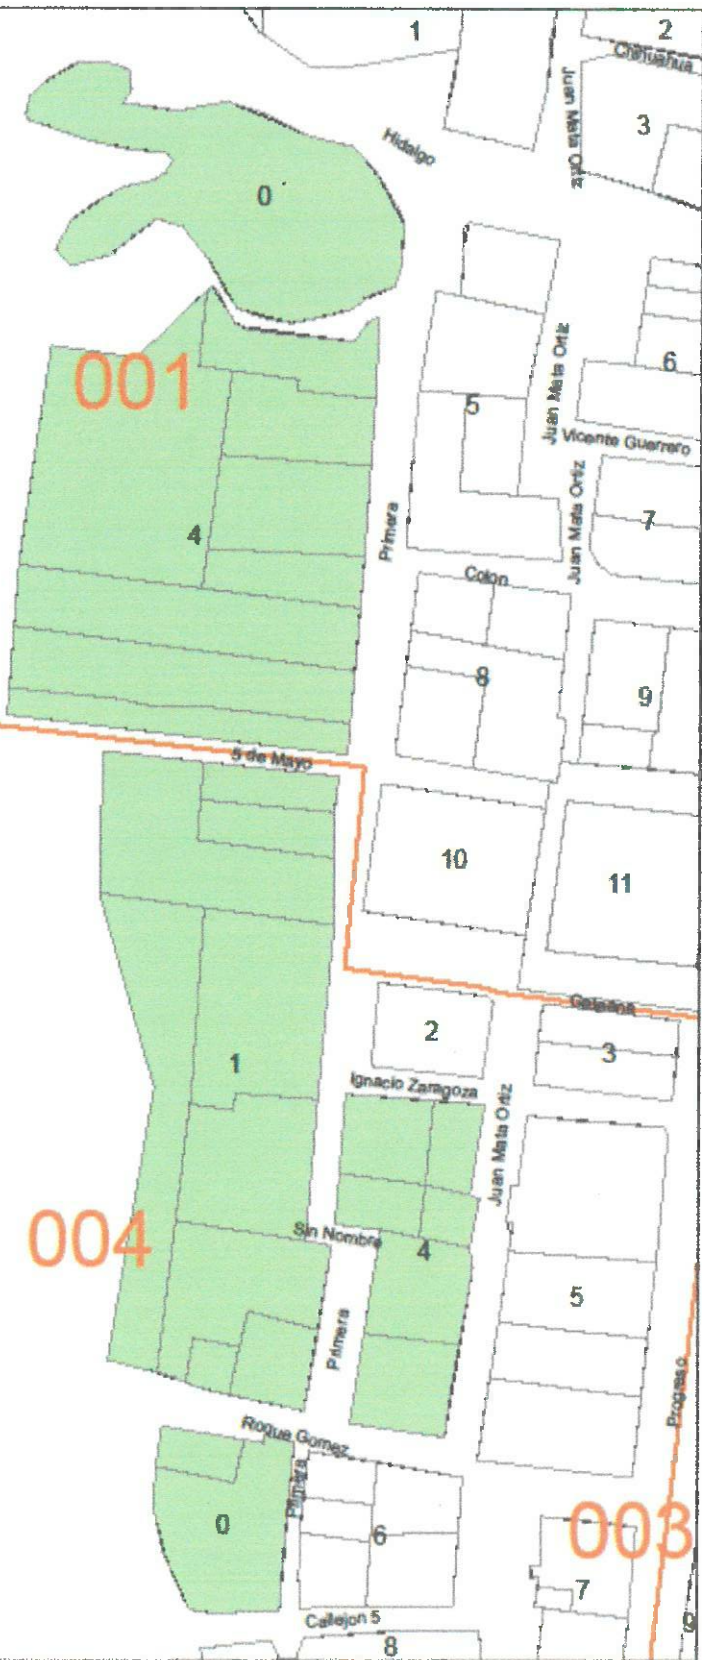 1
2
Chihuahua
Juan Mata Ortiz
3
Hidalgo
0
001
Juan Mata Ortiz
6
5
Vicente Guerrero
Juan Mata Ortiz
7
4
Primera
Colon
8
9
5 de Mayo
10
11
Galeana
2
3
1
Ignacio Zaragoza
Juan Mata Ortiz
004
Sin Nombre
4
5
Primera
Progreso
Roque Gomez
Primera
0
6
003
7
Callejon 5
8